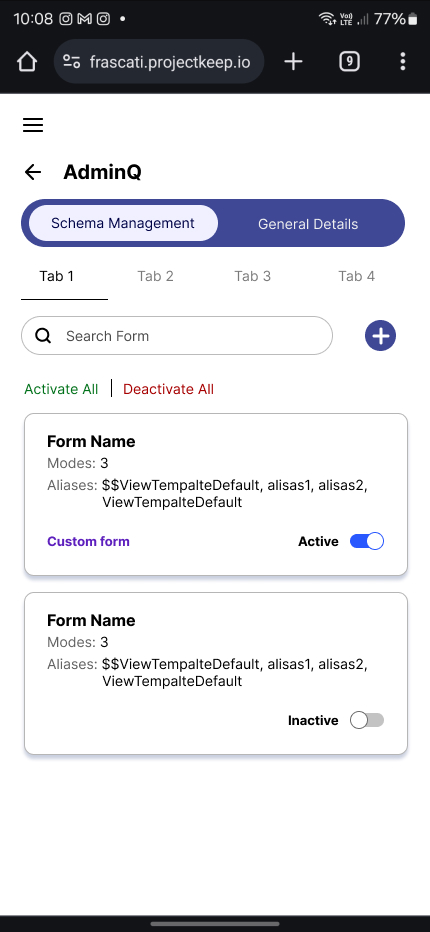 10:08
Vo) LTE 77%
frascati.projectkeep.io
9
AdminQ
Schema Management General Details
Tab 1 Tab 2 Tab 3 Tab 4
Search Form
Activate All Deactivate All
Form Name
Modes: 3
Aliases: $$ViewTempalteDefault, alisas1, alisas2,
ViewTempalteDefault
Custom form Active
Form Name
Modes: 3
Aliases: $$ViewTempalteDefault, alisas1, alisas2,
ViewTempalteDefault
Inactive